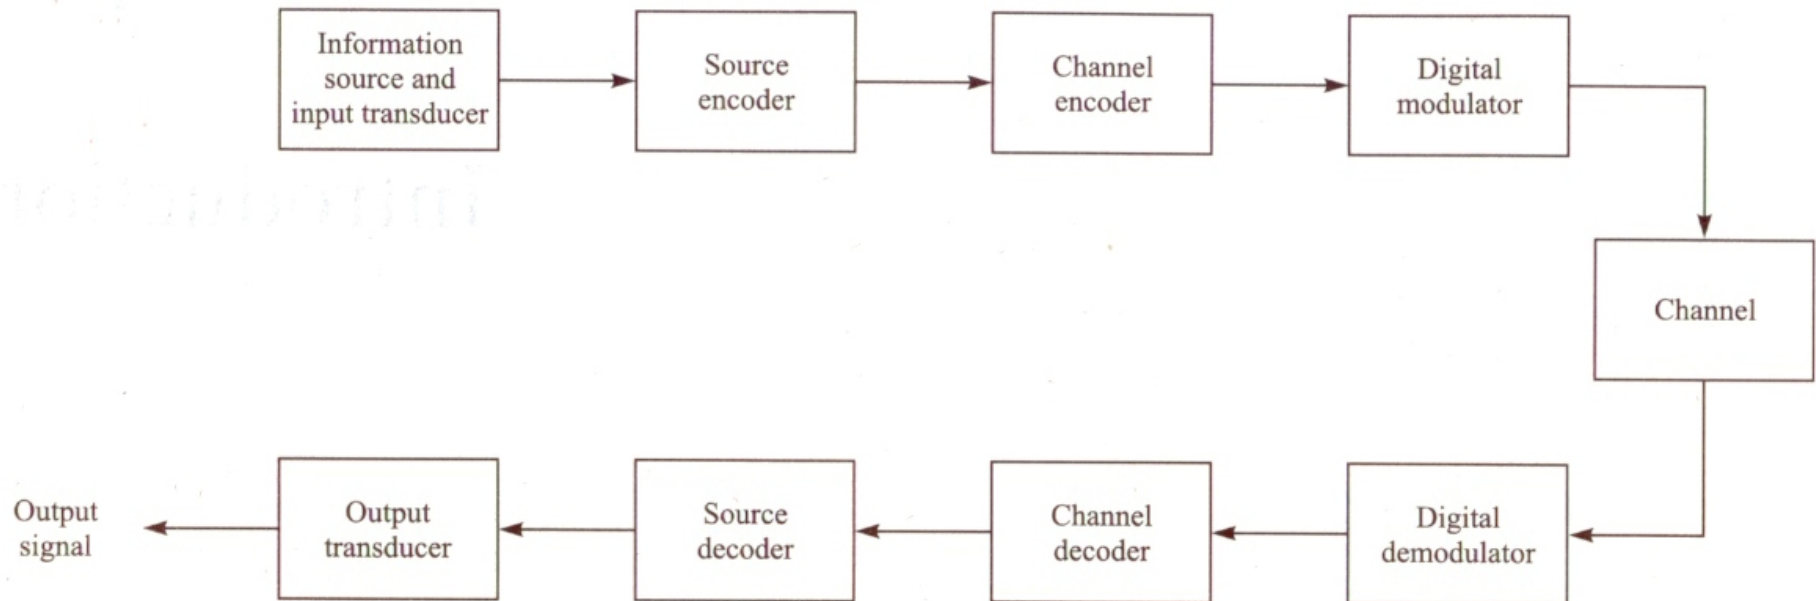 Information
source and
input transducer
Source
encoder
Channel
encoder
Digital
modulator
Channel
Output
signal
Output
transducer
Source
decoder
Channel
decoder
Digital
demodulator